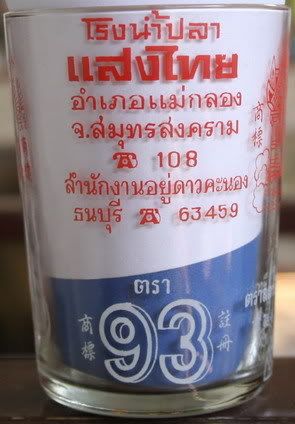 โรงน้ำปลา
แสงไทย
อำเภอแม่กลอง
จ.สมุทรสงคราม
☎ 108
สำนักงานอยู่ดาวคะนอง
ธนบุรี ☎ 63459
ตรา
商標 93 註冊
商標